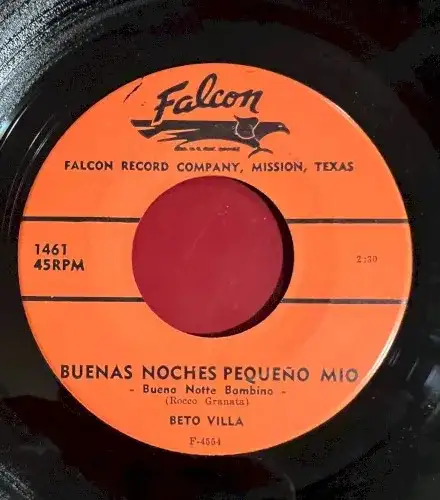 Falcon
FALCON RECORD COMPANY, MISSION, TEXAS
1461
45RPM
2:30
BUENAS NOCHES PEQUEÑO MIO
- Buena Notte Bambino -
(Rocco Granata)
BETO VILLA
F-4554